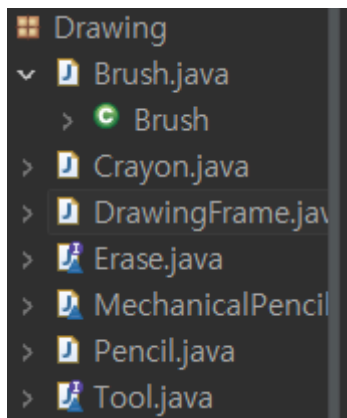 Drawing
Brush.java
Brush
Crayon.java
DrawingFrame.jav
Erase.java
MechanicalPencil
Pencil.java
Tool.java